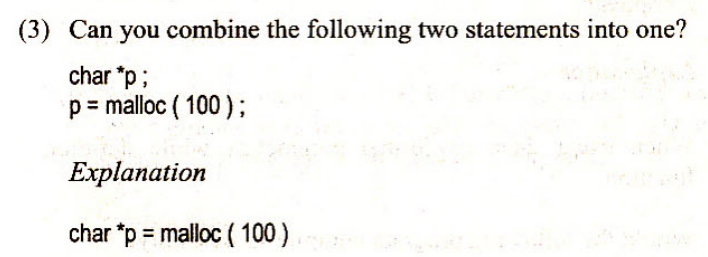 (3) Can you combine the following two statements into one?
char *p ;
p = malloc ( 100 ) ;
Explanation
char *p = malloc ( 100 )